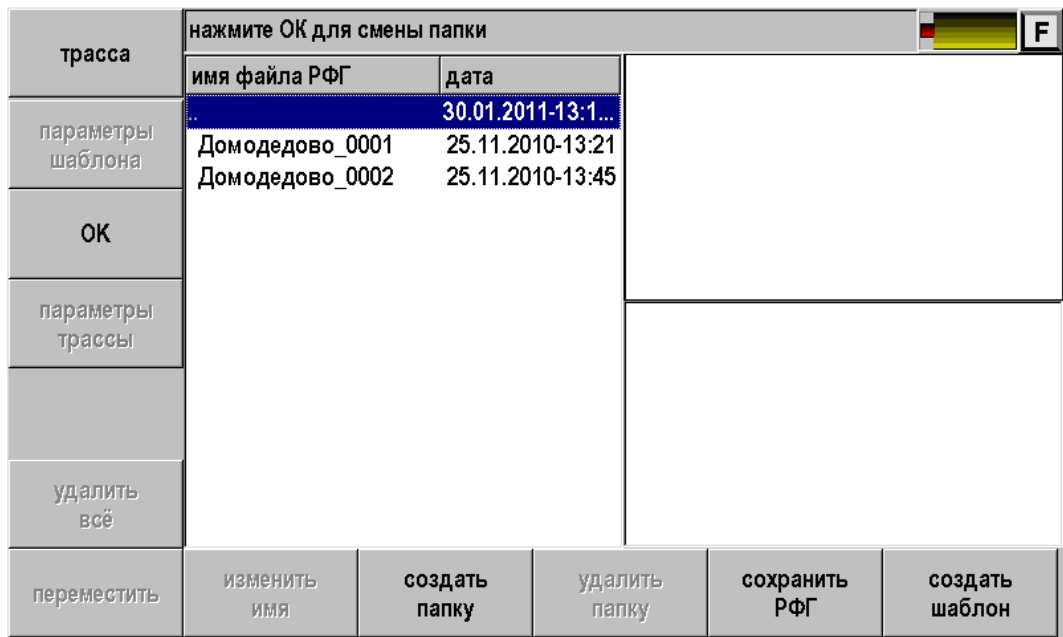 трасса
нажмите ОК для смены папки
F
имя файла РФГ
дата
..
30.01.2011-13:1...
Домодедово_0001
25.11.2010-13:21
Домодедово_0002
25.11.2010-13:45
параметры
шаблона
ОК
параметры
трассы
удалить
всё
переместить
изменить
имя
создать
папку
удалить
папку
сохранить
РФГ
создать
шаблон